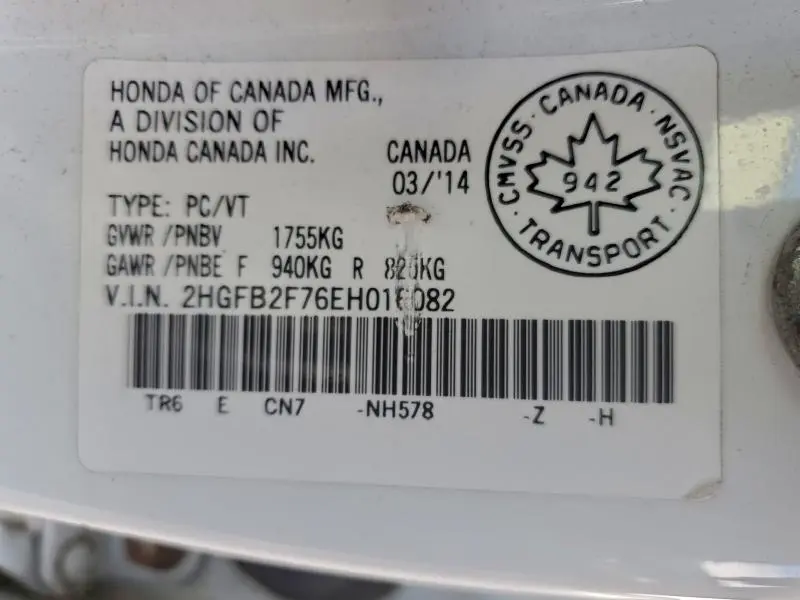 HONDA OF CANADA MFG.,
A DIVISION OF
HONDA CANADA INC.
CANADA
03/'14
TYPE: PC/VT
GVWR /PNBV 1755KG
GAWR /PNBE F 940KG R
V.I.N. 2HGFB2F76EH016082
TR6 E CN7 -NH578 -Z -H
CMVSS · CANADA · NSVAC
942
· TRANSPORT ·